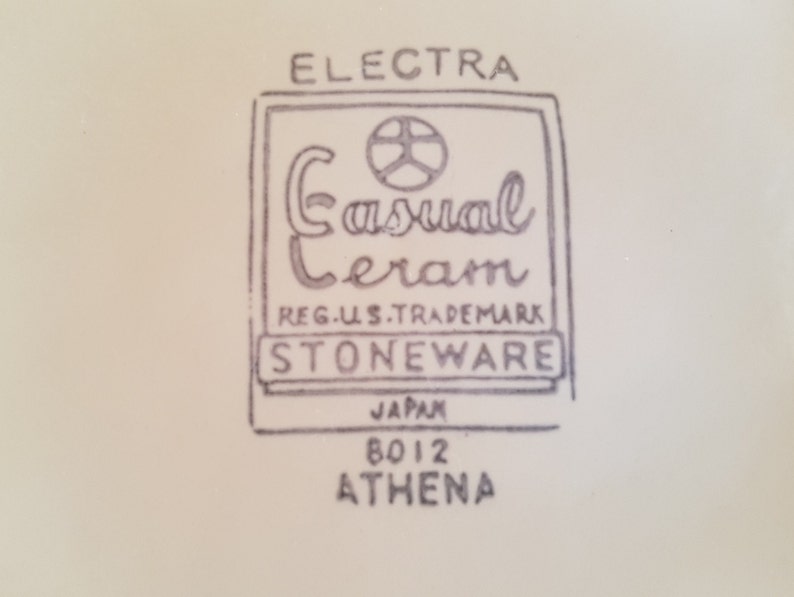 ELECTRA
Casual
Ceram
REG.U.S.TRADEMARK
STONEWARE
JAPAN
8012
ATHENA